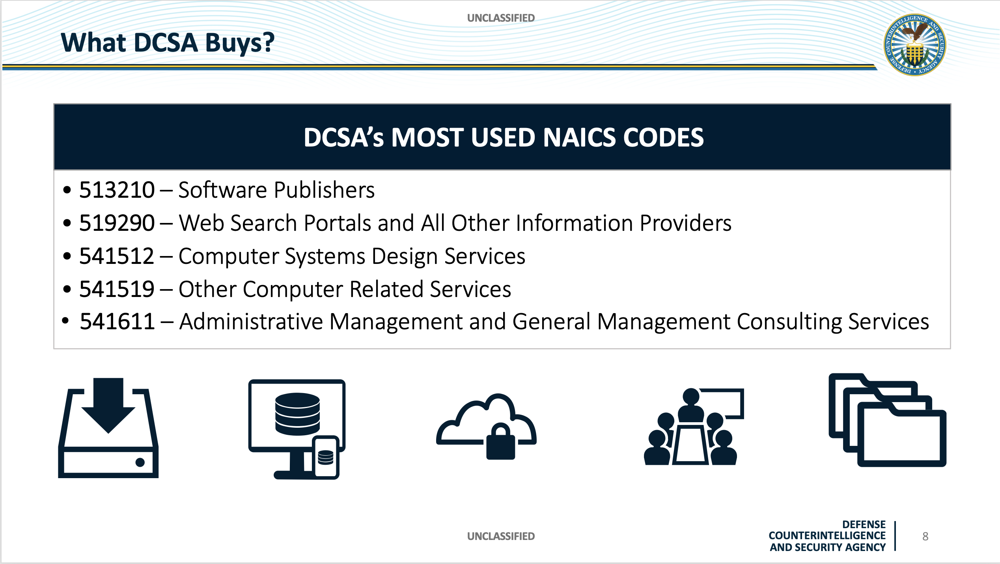 UNCLASSIFIED
What DCSA Buys?
DEFENSE COUNTERINTELLIGENCE AND SECURITY AGENCY
DCSA’s MOST USED NAICS CODES
• 513210 – Software Publishers
• 519290 – Web Search Portals and All Other Information Providers
• 541512 – Computer Systems Design Services
• 541519 – Other Computer Related Services
• 541611 – Administrative Management and General Management Consulting Services
UNCLASSIFIED
DEFENSE
COUNTERINTELLIGENCE
AND SECURITY AGENCY
8